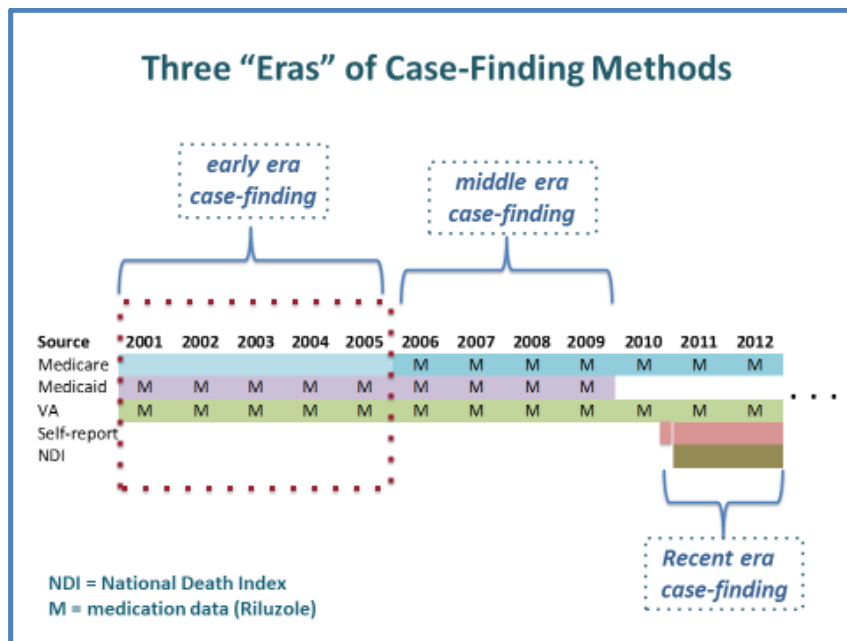 Three “Eras” of Case-Finding Methods
early era
case-finding
middle era
case-finding
Source 2001 2002 2003 2004 2005 2006 2007 2008 2009 2010 2011 2012
Medicare M M M M M M M
Medicaid M M M M M M M M M
VA M M M M M M M M M M M M
. . .
Self-report
NDI
Recent era
case-finding
NDI = National Death Index
M = medication data (Riluzole)